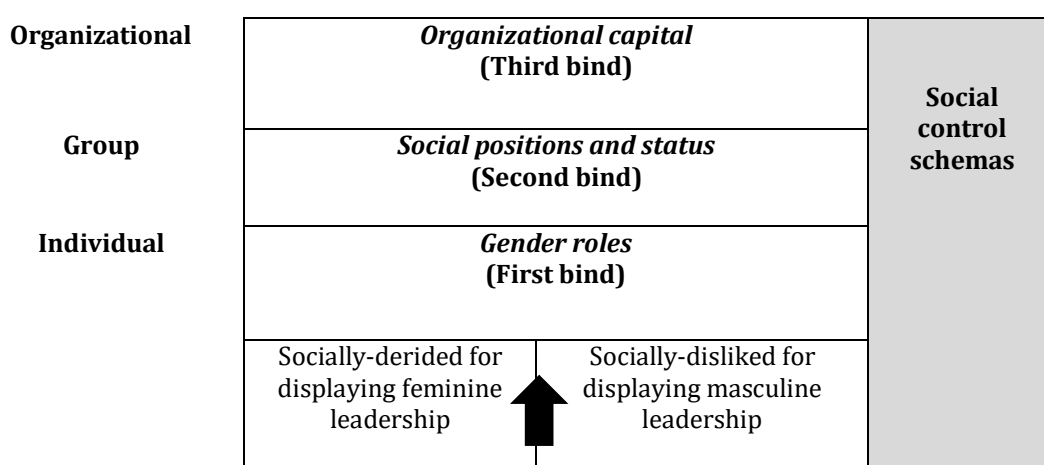 Organizational
Organizational capital
(Third bind)
Social
control
schemas
Group
Social positions and status
(Second bind)
Individual
Gender roles
(First bind)
Socially-derided for
displaying feminine
leadership
Socially-disliked for
displaying masculine
leadership